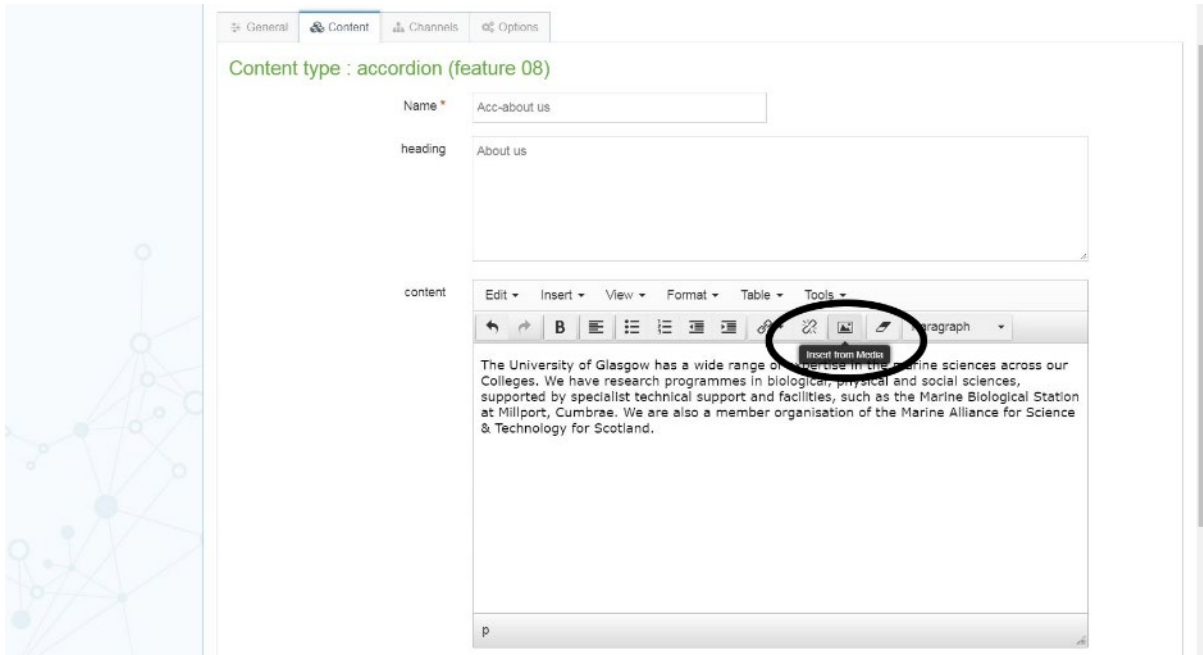 General Content Channels Options
Content type : accordion (feature 08)
Name * Acc-about us
heading About us
content
Edit Insert View Format Table Tools
B
Insert from Media
The University of Glasgow has a wide range of expertise in the marine sciences across our
Colleges. We have research programmes in biological, physical and social sciences,
supported by specialist technical support and facilities, such as the Marine Biological Station
at Millport, Cumbrae. We are also a member organisation of the Marine Alliance for Science
& Technology for Scotland.
p